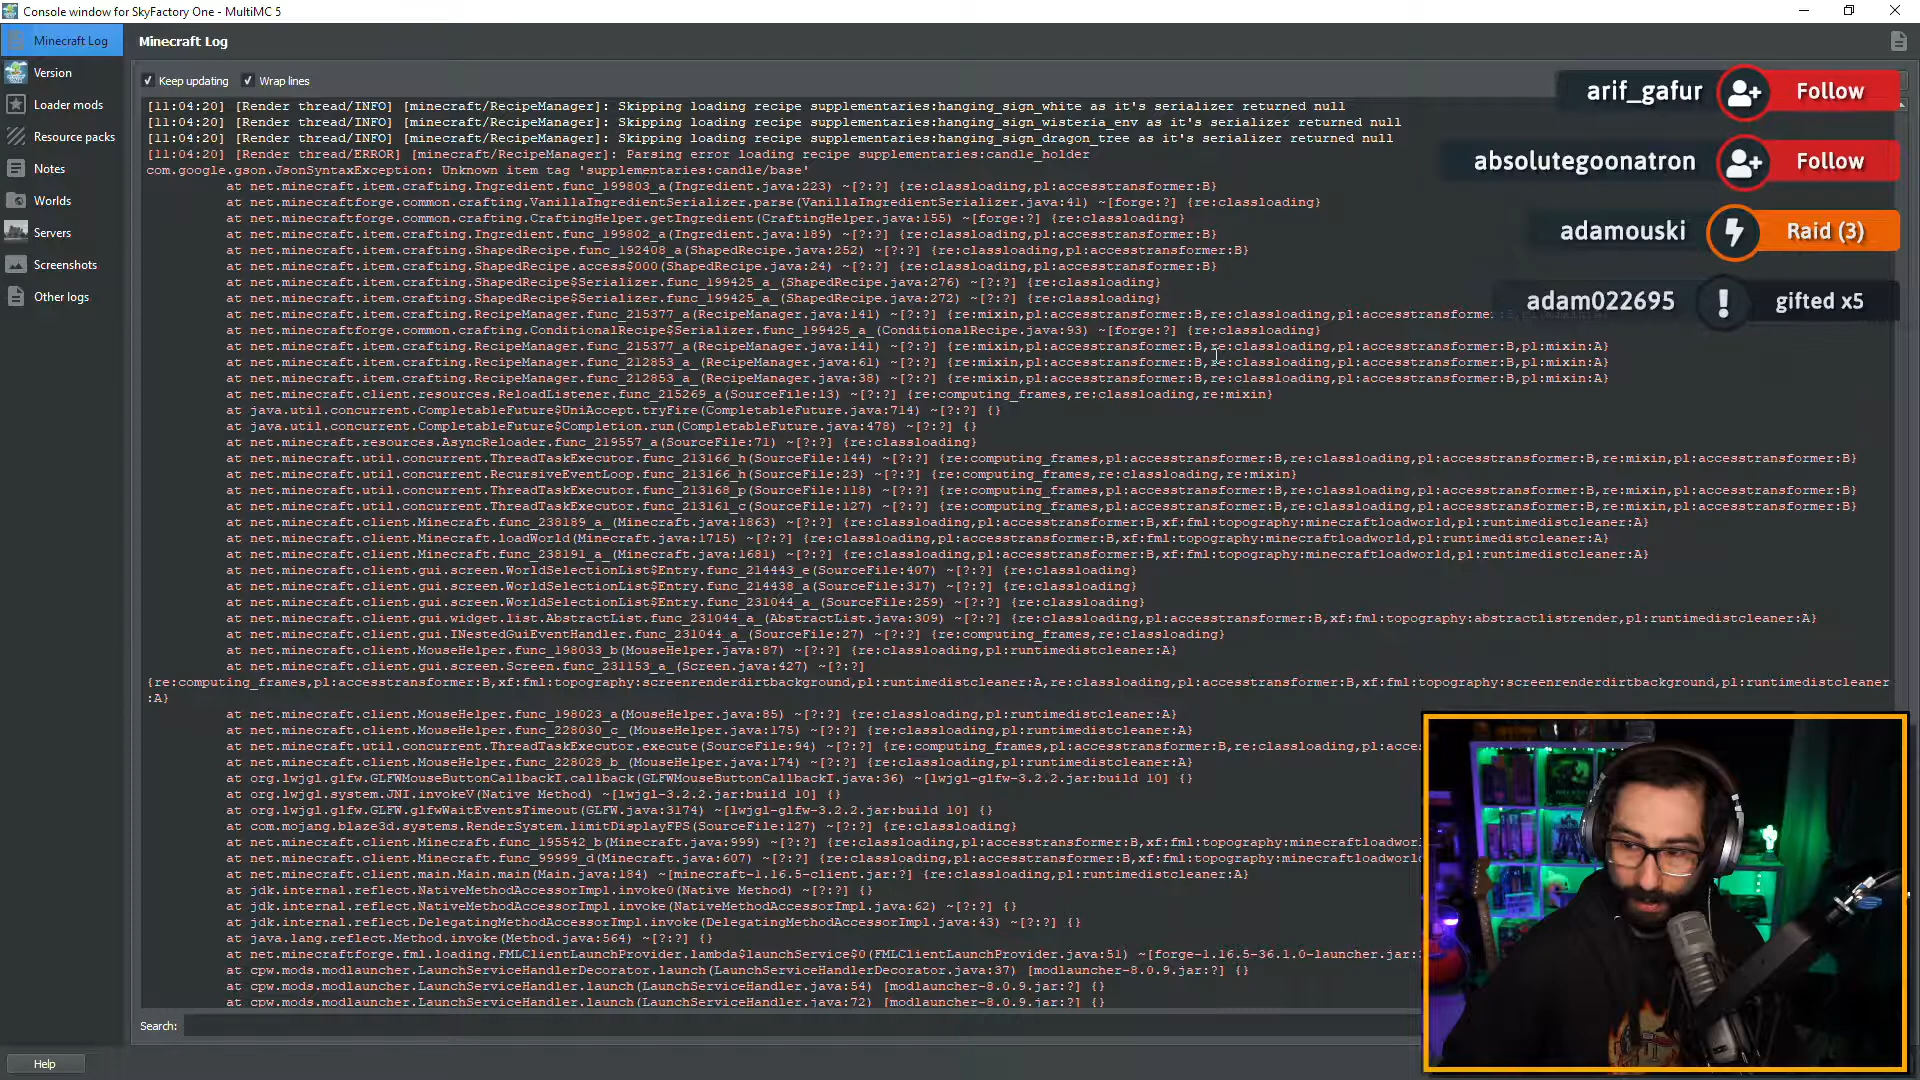 Console window for SkyFactory One - MultiMC 5
Minecraft Log
Version
Loader mods
Resource packs
Notes
Worlds
Servers
Screenshots
Other logs
Help
Minecraft Log
Keep updating
Wrap lines
[11:04:20] [Render thread/INFO] [minecraft/RecipeManager]: Skipping loading recipe supplementaries:hanging_sign_white as it's serializer returned null
[11:04:20] [Render thread/INFO] [minecraft/RecipeManager]: Skipping loading recipe supplementaries:hanging_sign_wisteria_env as it's serializer returned null
[11:04:20] [Render thread/INFO] [minecraft/RecipeManager]: Skipping loading recipe supplementaries:hanging_sign_dragon_tree as it's serializer returned null
[11:04:20] [Render thread/ERROR] [minecraft/RecipeManager]: Parsing error loading recipe supplementaries:candle_holder
com.google.gson.JsonSyntaxException: Unknown item tag 'supplementaries:candle/base'
at net.minecraft.item.crafting.Ingredient.func_199803_a(Ingredient.java:223) ~[?:?] {re:classloading,pl:accesstransformer:B}
at net.minecraftforge.common.crafting.VanillaIngredientSerializer.parse(VanillaIngredientSerializer.java:41) ~[forge:?] {re:classloading}
at net.minecraftforge.common.crafting.CraftingHelper.getIngredient(CraftingHelper.java:155) ~[forge:?] {re:classloading}
at net.minecraft.item.crafting.Ingredient.func_199802_a(Ingredient.java:189) ~[?:?] {re:classloading,pl:accesstransformer:B}
at net.minecraft.item.crafting.ShapedRecipe.func_192408_a(ShapedRecipe.java:252) ~[?:?] {re:classloading,pl:accesstransformer:B}
at net.minecraft.item.crafting.ShapedRecipe.access$000(ShapedRecipe.java:24) ~[?:?] {re:classloading,pl:accesstransformer:B}
at net.minecraft.item.crafting.ShapedRecipe$Serializer.func_199425_a_(ShapedRecipe.java:276) ~[?:?] {re:classloading}
at net.minecraft.item.crafting.ShapedRecipe$Serializer.func_199425_a_(ShapedRecipe.java:272) ~[?:?] {re:classloading}
at net.minecraft.item.crafting.RecipeManager.func_215377_a(RecipeManager.java:141) ~[?:?] {re:mixin,pl:accesstransformer:B,re:classloading,pl:accesstransformer:
at net.minecraftforge.common.crafting.ConditionalRecipe$Serializer.func_199425_a_(ConditionalRecipe.java:93) ~[forge:?] {re:classloading}
at net.minecraft.item.crafting.RecipeManager.func_215377_a(RecipeManager.java:141) ~[?:?] {re:mixin,pl:accesstransformer:B,re:classloading,pl:accesstransformer:B,pl:mixin:A}
at net.minecraft.item.crafting.RecipeManager.func_212853_a_(RecipeManager.java:61) ~[?:?] {re:mixin,pl:accesstransformer:B,re:classloading,pl:accesstransformer:B,pl:mixin:A}
at net.minecraft.item.crafting.RecipeManager.func_212853_a_(RecipeManager.java:38) ~[?:?] {re:mixin,pl:accesstransformer:B,re:classloading,pl:accesstransformer:B,pl:mixin:A}
at net.minecraft.client.resources.ReloadListener.func_215269_a(SourceFile:13) ~[?:?] {re:computing_frames,re:classloading,re:mixin}
at java.util.concurrent.CompletableFuture$UniAccept.tryFire(CompletableFuture.java:714) ~[?:?] {}
at java.util.concurrent.CompletableFuture$Completion.run(CompletableFuture.java:478) ~[?:?] {}
at net.minecraft.resources.AsyncReloader.func_219557_a(SourceFile:71) ~[?:?] {re:classloading}
at net.minecraft.util.concurrent.ThreadTaskExecutor.func_213166_h(SourceFile:144) ~[?:?] {re:computing_frames,pl:accesstransformer:B,re:classloading,pl:accesstransformer:B,re:mixin,pl:accesstransformer:B}
at net.minecraft.util.concurrent.RecursiveEventLoop.func_213166_h(SourceFile:23) ~[?:?] {re:computing_frames,re:classloading,re:mixin}
at net.minecraft.util.concurrent.ThreadTaskExecutor.func_213168_p(SourceFile:118) ~[?:?] {re:computing_frames,pl:accesstransformer:B,re:classloading,pl:accesstransformer:B,re:mixin,pl:accesstransformer:B}
at net.minecraft.util.concurrent.ThreadTaskExecutor.func_213161_c(SourceFile:127) ~[?:?] {re:computing_frames,pl:accesstransformer:B,re:classloading,pl:accesstransformer:B,re:mixin,pl:accesstransformer:B}
at net.minecraft.client.Minecraft.func_238189_a_(Minecraft.java:1863) ~[?:?] {re:classloading,pl:accesstransformer:B,xf:fml:topography:minecraftloadworld,pl:runtimedistcleaner:A}
at net.minecraft.client.Minecraft.loadWorld(Minecraft.java:1715) ~[?:?] {re:classloading,pl:accesstransformer:B,xf:fml:topography:minecraftloadworld,pl:runtimedistcleaner:A}
at net.minecraft.client.Minecraft.func_238191_a_(Minecraft.java:1681) ~[?:?] {re:classloading,pl:accesstransformer:B,xf:fml:topography:minecraftloadworld,pl:runtimedistcleaner:A}
at net.minecraft.client.gui.screen.WorldSelectionList$Entry.func_214443_e(SourceFile:407) ~[?:?] {re:classloading}
at net.minecraft.client.gui.screen.WorldSelectionList$Entry.func_214438_a(SourceFile:317) ~[?:?] {re:classloading}
at net.minecraft.client.gui.screen.WorldSelectionList$Entry.func_231044_a_(SourceFile:259) ~[?:?] {re:classloading}
at net.minecraft.client.gui.widget.list.AbstractList.func_231044_a_(AbstractList.java:309) ~[?:?] {re:classloading,pl:accesstransformer:B,xf:fml:topography:abstractlistrender,pl:runtimedistcleaner:A}
at net.minecraft.client.gui.INestedGuiEventHandler.func_231044_a_(SourceFile:27) ~[?:?] {re:computing_frames,re:classloading}
at net.minecraft.client.MouseHelper.func_198033_b(MouseHelper.java:87) ~[?:?] {re:classloading,pl:runtimedistcleaner:A}
at net.minecraft.client.gui.screen.Screen.func_231153_a_(Screen.java:427) ~[?:?]
{re:computing_frames,pl:accesstransformer:B,xf:fml:topography:screenrenderdirtbackground,pl:runtimedistcleaner:A,re:classloading,pl:accesstransformer:B,xf:fml:topography:screenrenderdirtbackground,pl:runtimedistcleaner
:A}
at net.minecraft.client.MouseHelper.func_198023_a(MouseHelper.java:85) ~[?:?] {re:classloading,pl:runtimedistcleaner:A}
at net.minecraft.client.MouseHelper.func_228030_c_(MouseHelper.java:175) ~[?:?] {re:classloading,pl:runtimedistcleaner:A}
at net.minecraft.util.concurrent.ThreadTaskExecutor.execute(SourceFile:94) ~[?:?] {re:computing_frames,pl:accesstransformer:B,re:classloading,pl:acces
at net.minecraft.client.MouseHelper.func_228028_b_(MouseHelper.java:174) ~[?:?] {re:classloading,pl:runtimedistcleaner:A}
at org.lwjgl.glfw.GLFWMouseButtonCallbackI.callback(GLFWMouseButtonCallbackI.java:36) ~[lwjgl-glfw-3.2.2.jar:build 10] {}
at org.lwjgl.system.JNI.invokeV(Native Method) ~[lwjgl-3.2.2.jar:build 10] {}
at org.lwjgl.glfw.GLFW.glfwWaitEventsTimeout(GLFW.java:3174) ~[lwjgl-glfw-3.2.2.jar:build 10] {}
at com.mojang.blaze3d.systems.RenderSystem.limitDisplayFPS(SourceFile:127) ~[?:?] {re:classloading}
at net.minecraft.client.Minecraft.func_195542_b(Minecraft.java:999) ~[?:?] {re:classloading,pl:accesstransformer:B,xf:fml:topography:minecraftloadwor
at net.minecraft.client.Minecraft.func_99999_d(Minecraft.java:607) ~[?:?] {re:classloading,pl:accesstransformer:B,xf:fml:topography:minecraftloadworl
at net.minecraft.client.main.Main.main(Main.java:184) ~[minecraft-1.16.5-client.jar:?] {re:classloading,pl:runtimedistcleaner:A}
at jdk.internal.reflect.NativeMethodAccessorImpl.invoke0(Native Method) ~[?:?] {}
at jdk.internal.reflect.NativeMethodAccessorImpl.invoke(NativeMethodAccessorImpl.java:62) ~[?:?] {}
at jdk.internal.reflect.DelegatingMethodAccessorImpl.invoke(DelegatingMethodAccessorImpl.java:43) ~[?:?] {}
at java.lang.reflect.Method.invoke(Method.java:564) ~[?:?] {}
at net.minecraftforge.fml.loading.FMLClientLaunchProvider.lambda$launchService$0(FMLClientLaunchProvider.java:51) ~[forge-1.16.5-36.1.0-launcher.jar:
at cpw.mods.modlauncher.LaunchServiceHandlerDecorator.launch(LaunchServiceHandlerDecorator.java:37) [modlauncher-8.0.9.jar:?] {}
at cpw.mods.modlauncher.LaunchServiceHandler.launch(LaunchServiceHandler.java:54) [modlauncher-8.0.9.jar:?] {}
at cpw.mods.modlauncher.LaunchServiceHandler.launch(LaunchServiceHandler.java:72) [modlauncher-8.0.9.jar:?] {}
Search:
arif_gafur Follow
absolutegoonatron Follow
adamouski Raid (3)
adam022695 ! gifted x5